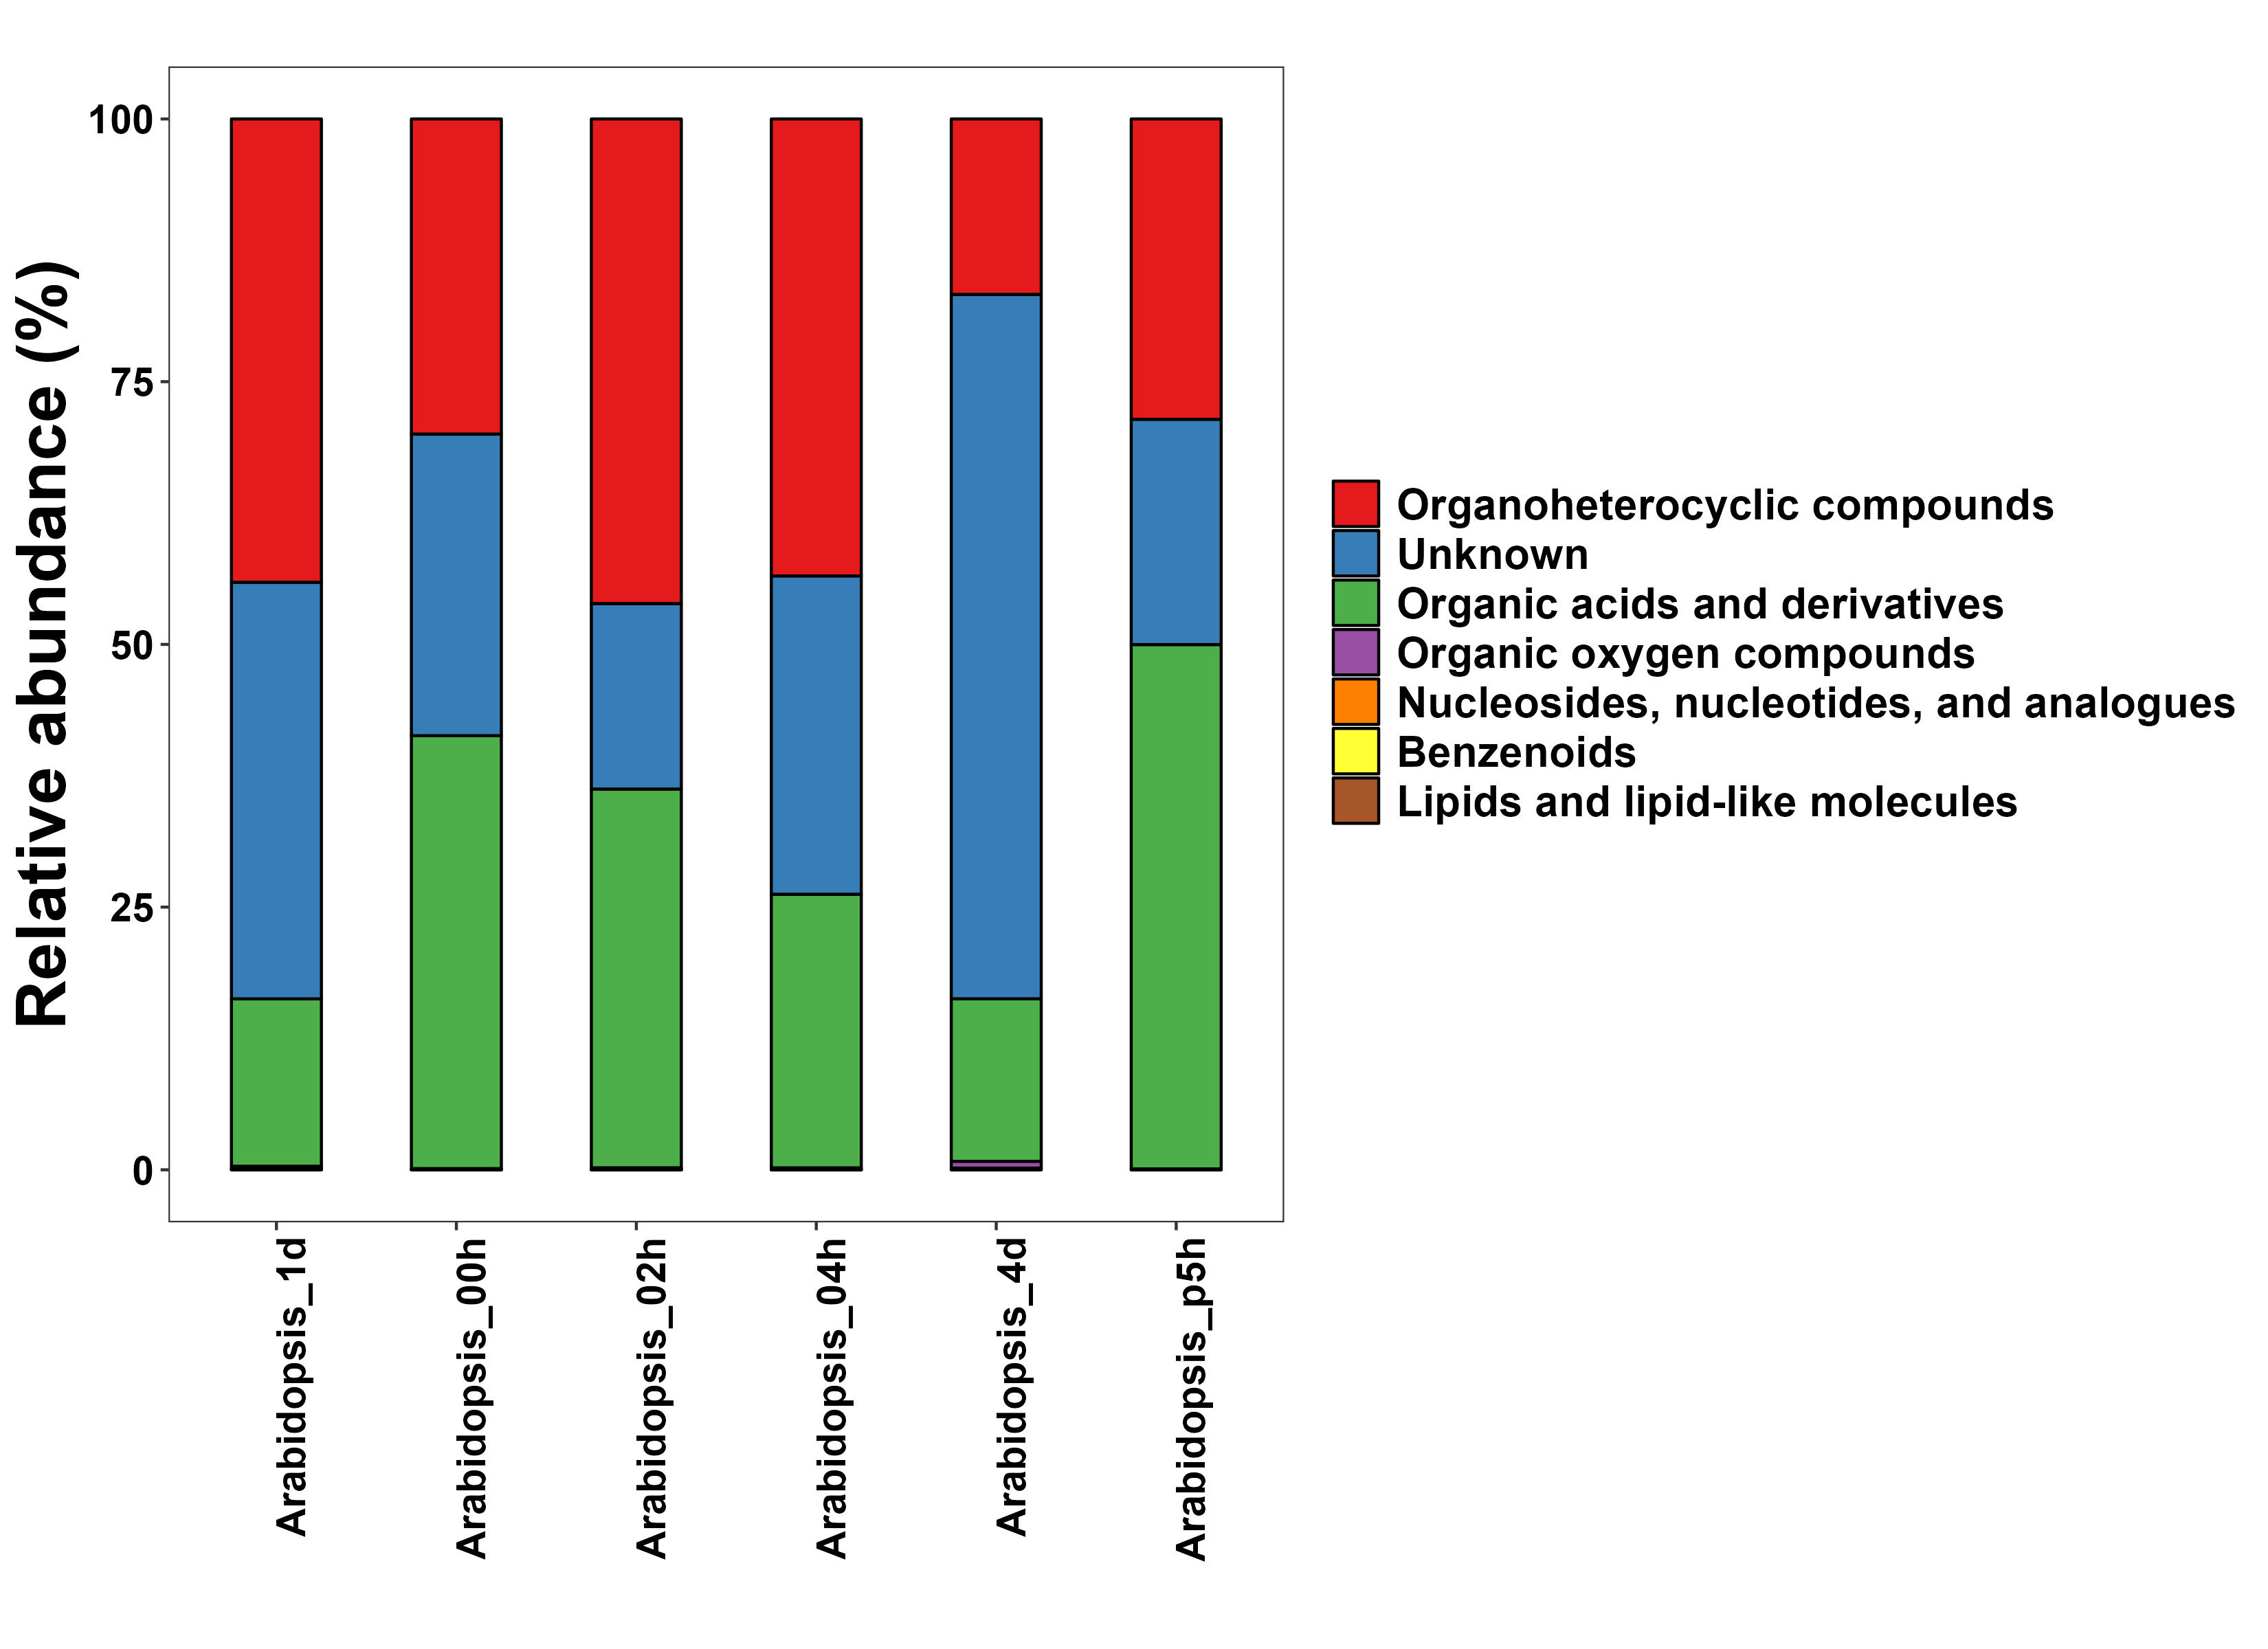 Relative abundance (%)
100
75
50
25
0
Arabidopsis_1d
Arabidopsis_00h
Arabidopsis_02h
Arabidopsis_04h
Arabidopsis_4d
Arabidopsis_p5h
Organoheterocyclic compounds
Unknown
Organic acids and derivatives
Organic oxygen compounds
Nucleosides, nucleotides, and analogues
Benzenoids
Lipids and lipid-like molecules